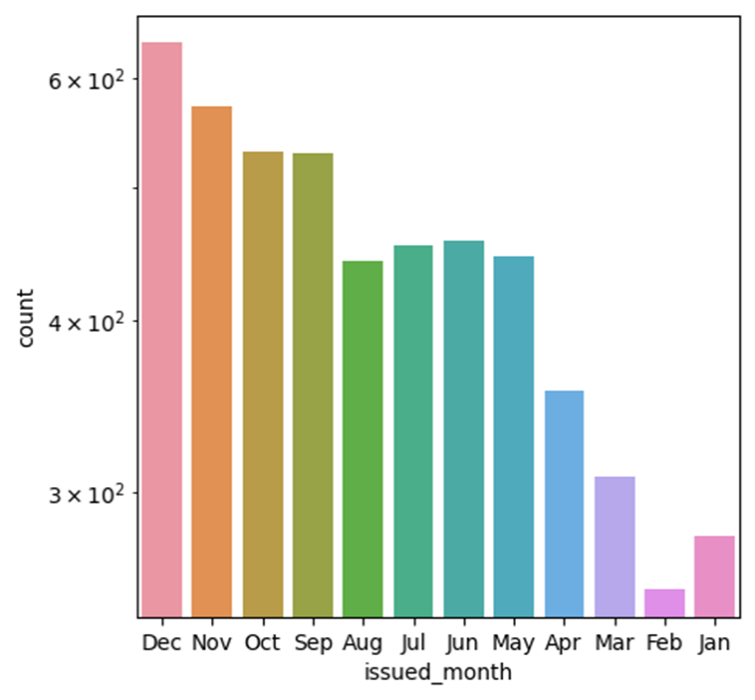 6 × 10²
4 × 10²
3 × 10²
count
Dec Nov Oct Sep Aug Jul Jun May Apr Mar Feb Jan
issued_month